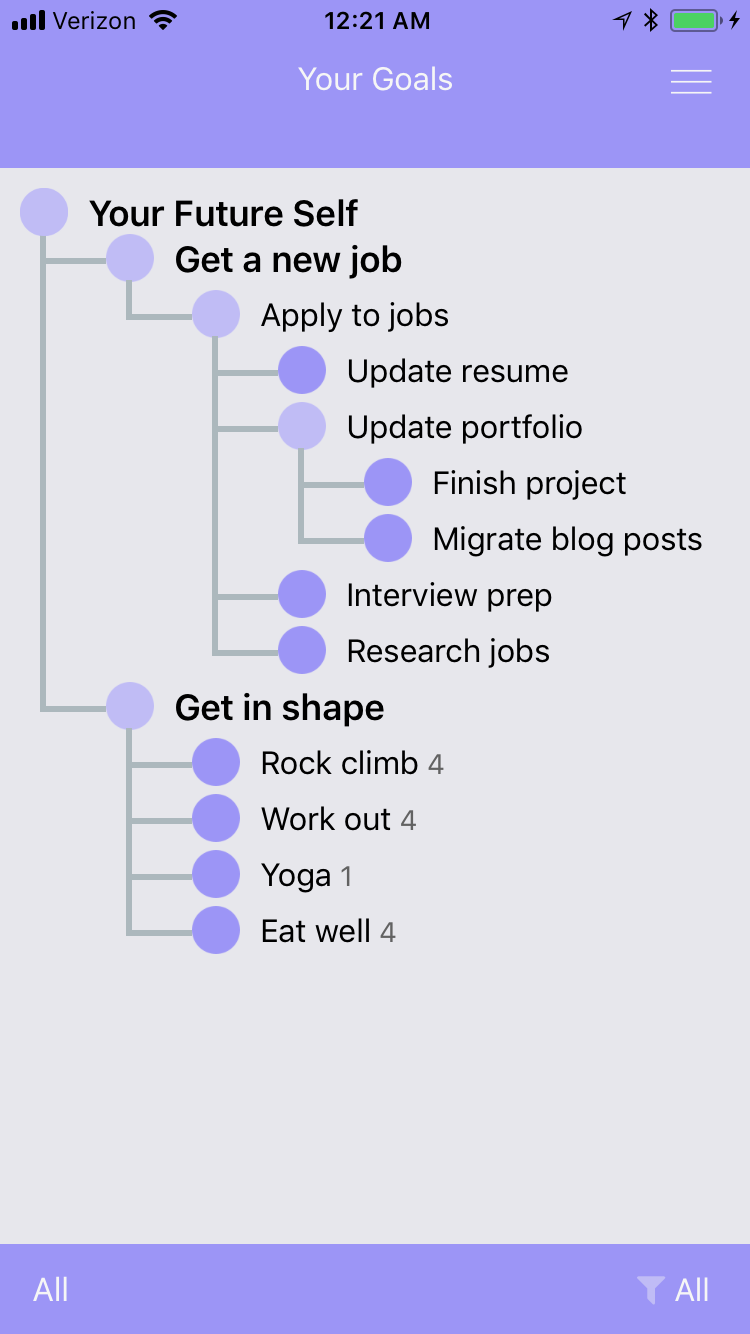 Verizon 12:21 AM
Your Goals
Your Future Self
Get a new job
Apply to jobs
Update resume
Update portfolio
Finish project
Migrate blog posts
Interview prep
Research jobs
Get in shape
Rock climb 4
Work out 4
Yoga 1
Eat well 4
All All